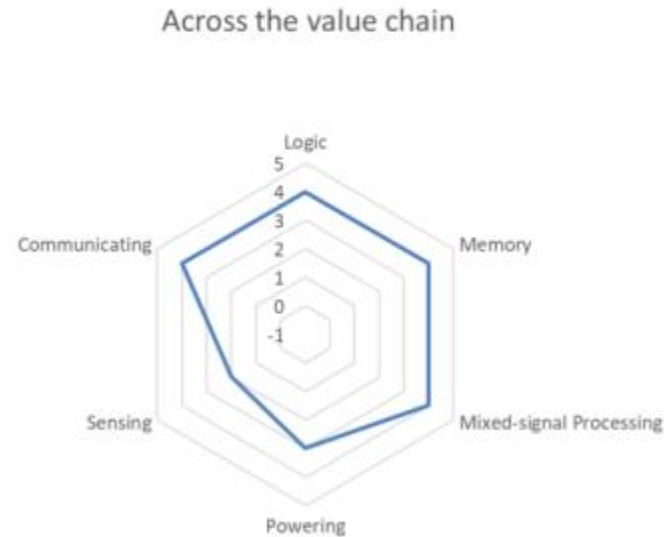 Across the value chain
Logic
5
4
3
2
1
0
-1
Communicating
Memory
Sensing
Mixed-signal Processing
Powering